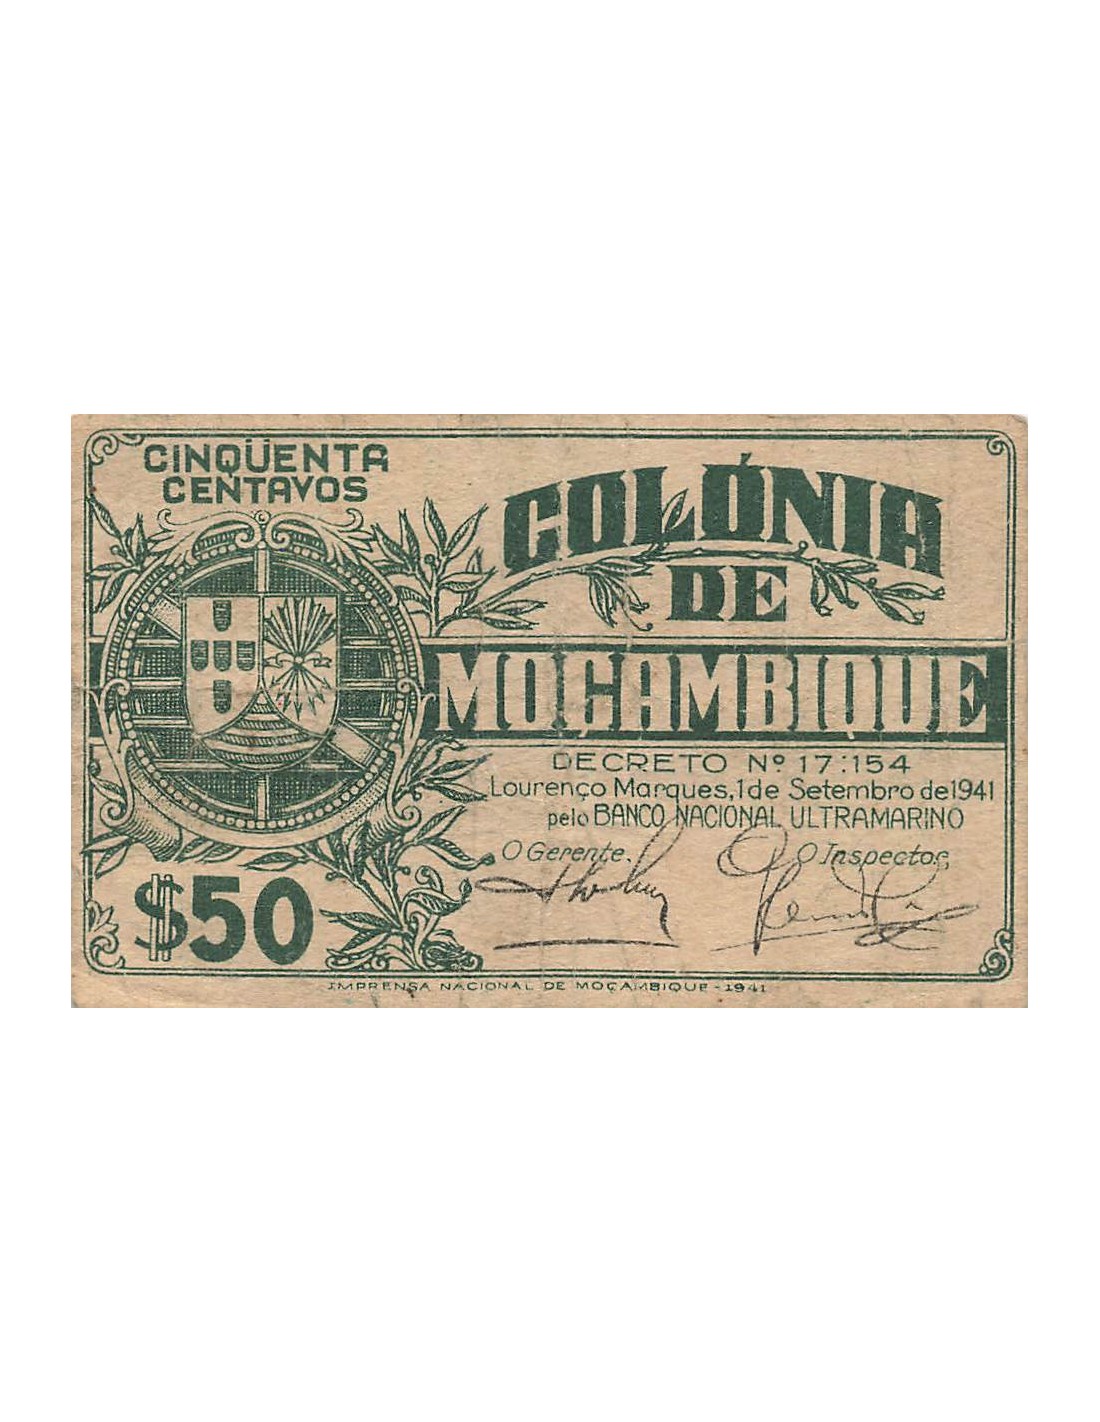 CINQÜENTA
CENTAVOS
COLÓNIA
DE
MOÇAMBIQUE
DECRETO Nº 17:154
Lourenço Marques, 1 de Setembro de 1941
pelo BANCO NACIONAL ULTRAMARINO
O Gerente, O Inspector,
$50
IMPRENSA NACIONAL DE MOÇAMBIQUE - 1941